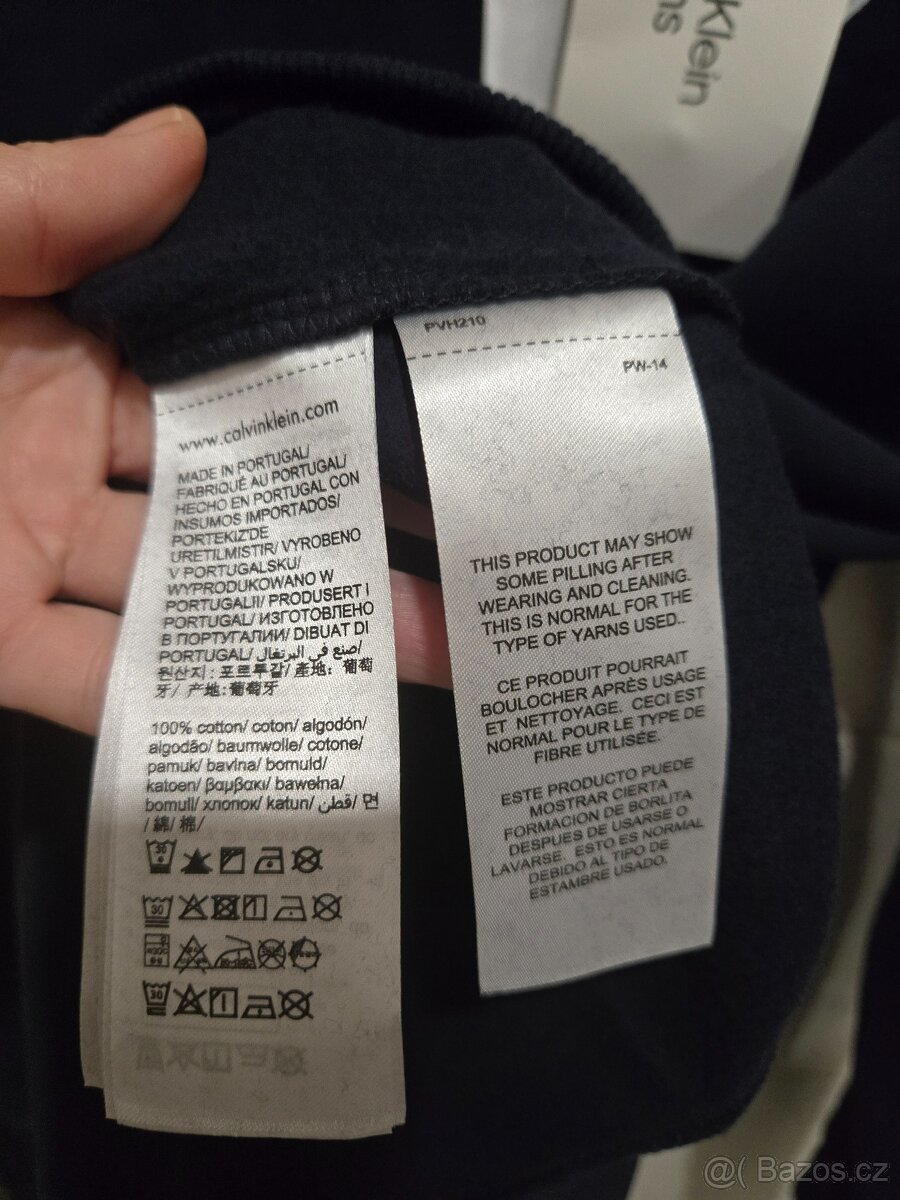 Klein
ns
www.calvinklein.com
MADE IN PORTUGAL/
FABRIQUÉ AU PORTUGAL/
HECHO EN PORTUGAL CON
INSUMOS IMPORTADOS/
PORTEKIZ'DE
URETILMISTIR/ VYROBENO
V PORTUGALSKU/
WYPRODUKOWANO W
PORTUGALII/ PRODUSERT I
PORTUGAL/ ИЗГОТОВЛЕНО
В ПОРТУГАЛИИ/ DIBUAT DI
PORTUGAL/ صنع في البرتغال/
원산지 : 포르투갈/ 產地: 葡萄
牙/ 产地:葡萄牙
100% cotton/ coton/ algodón/
algodão/ baumwolle/ cotone/
pamuk/ bavlna/ bomuld/
katoen/ βαμβακι/ bawełna/
bomull/ хлопок/ katun/ قطن/ 면
/ 綿/ 棉/
30
30
30
PVH210
PW-14
THIS PRODUCT MAY SHOW
SOME PILLING AFTER
WEARING AND CLEANING.
THIS IS NORMAL FOR THE
TYPE OF YARNS USED..
CE PRODUIT POURRAIT
BOULOCHER APRÈS USAGE
ET NETTOYAGE. CECI EST
NORMAL POUR LE TYPE DE
FIBRE UTILISÉE.
ESTE PRODUCTO PUEDE
MOSTRAR CIERTA
FORMACION DE BORLITA
DESPUES DE USARSE O
LAVARSE. ESTO ES NORMAL
DEBIDO AL TIPO DE
ESTAMBRE USADO.
@( Bazos.cz